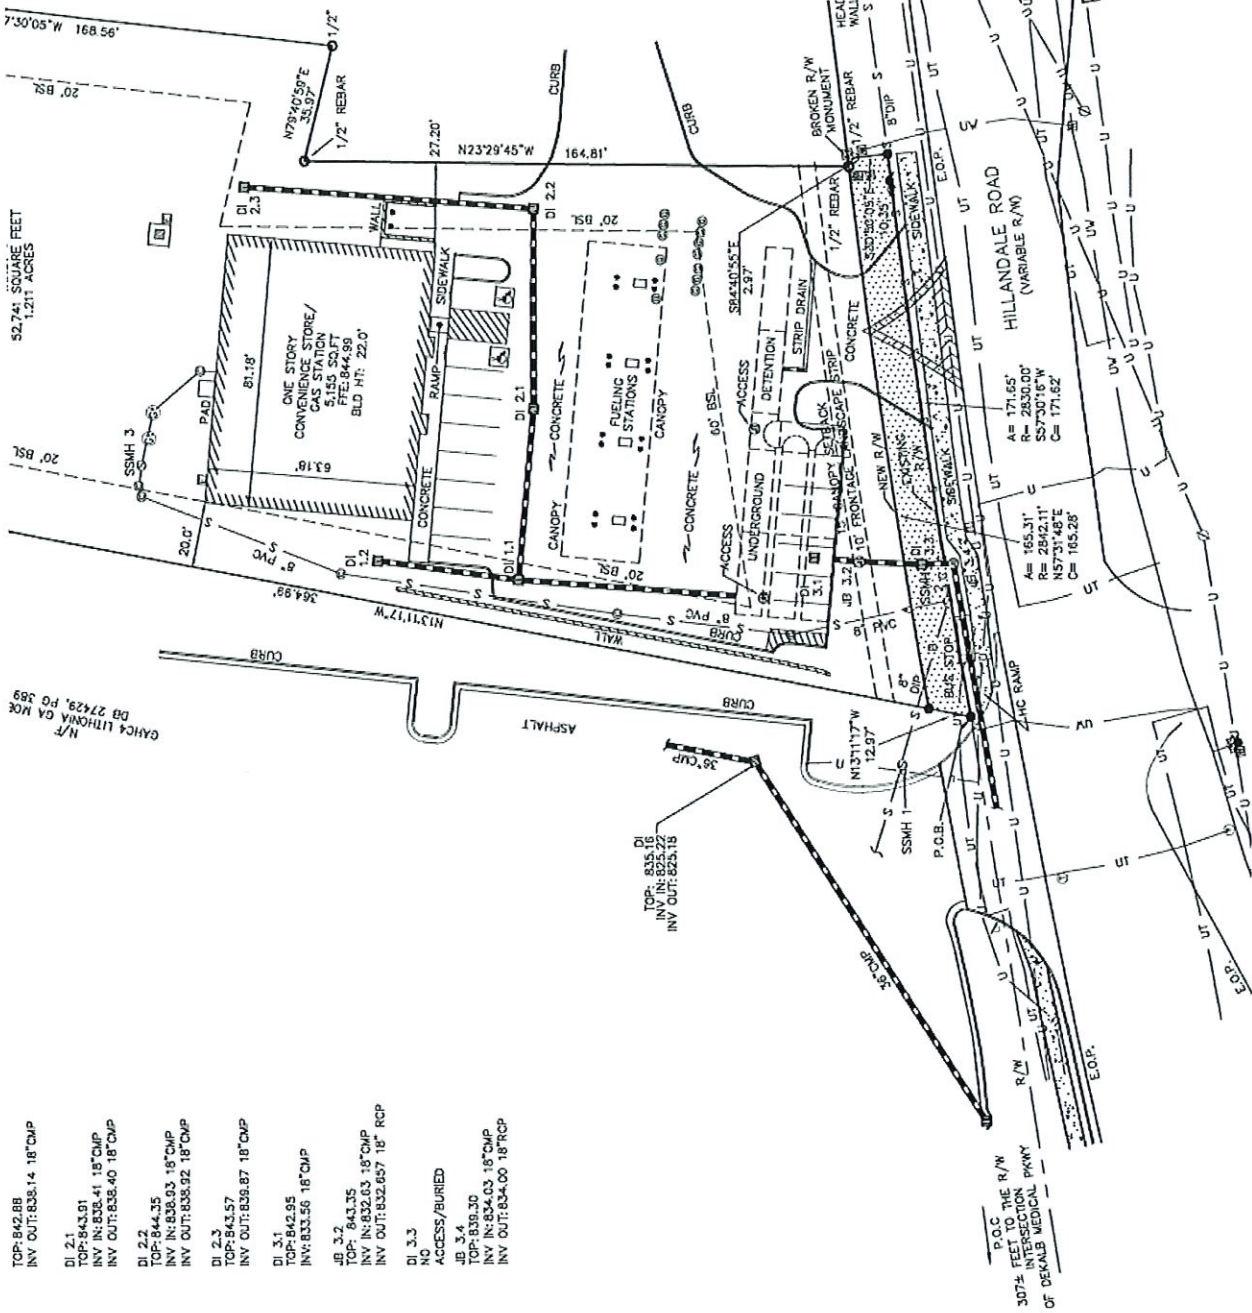 7°30'05"W 168.56'
1/2"
N79°40'59"E
35.97'
1/2" REBAR
20' BSL
52,741 SQUARE FEET
1.211 ACRES
20' BSL
N23°29'45"W 164.81'
27.20'
CURB
CURB
DI
2.3
DI 2.2
WALL
SIDEWALK
RAMP
CONCRETE
81.18'
63.18'
ONE STORY
CONVENIENCE STORE/
GAS STATION
5,155 SQ.FT
FFE: 844.99
BLD HT: 22.0'
PAD
SSMH 3
20.0'
S
8" PVC
S
364.99'
N13°11'17"W
DI
1.2
DI 1.1
DI 2.1
CONCRETE
CANOPY
FUELING
STATIONS
CANOPY
20' BSL
20' BSL
60' BSL
CONCRETE
ACCESS
ACCESS
UNDERGROUND
DETENTION
STRIP DRAIN
DI
3.1
JB 3.2
8" PVC
CURB
WALL
CURB
ASPHALT
CURB
N/F
GAHC4 LITHONIA GA MOB
DB 27429, PG 389
BROKEN R/W
MONUMENT
1/2" REBAR
1/2" REBAR
S84°40'55"E
2.97'
HEAD
WALL
8"DIP
10.35'
CONCRETE
CANOPY SETBACK
10' FRONTAGE LANDSCAPE STRIP
NEW R/W
EXISTING
R/W
SIDEWALK
SIDEWALK
E.O.P.
HILLANDALE ROAD
(VARIABLE R/W)
A= 171.65'
R= 2830.00'
S57°30'16"W
C= 171.62'
A= 165.31'
R= 2842.11'
N57°31'48"E
C= 165.28'
DI
3.3
SSMH
8" PVC
8"
DIP
BUS STOP
HC RAMP
N13°11'17"W
12.97'
SSMH 1
P.O.B.
36"CMP
DI
TOP: 835.16
INV IN: 825.22
INV OUT: 825.18
36"CMP
UT
UW
U
R/W
E.O.P.
E.O.P.
P.O.C
307± FEET TO THE R/W
INTERSECTION
OF DEKALB MEDICAL PKWY
TOP: 842.88
INV OUT: 838.14 18"CMP
DI 2.1
TOP: 843.91
INV IN: 838.41 18"CMP
INV OUT: 838.40 18"CMP
DI 2.2
TOP: 844.35
INV IN: 838.93 18"CMP
INV OUT: 838.92 18"CMP
DI 2.3
TOP: 843.57
INV OUT: 839.87 18"CMP
DI 3.1
TOP: 842.95
INV: 833.56 18"CMP
JB 3.2
TOP: 843.35
INV IN: 832.63 18"CMP
INV OUT: 832.657 18" RCP
DI 3.3
NO
ACCESS/BURIED
JB 3.4
TOP: 839.30
INV IN: 834.03 18"CMP
INV OUT: 834.00 18"RCP